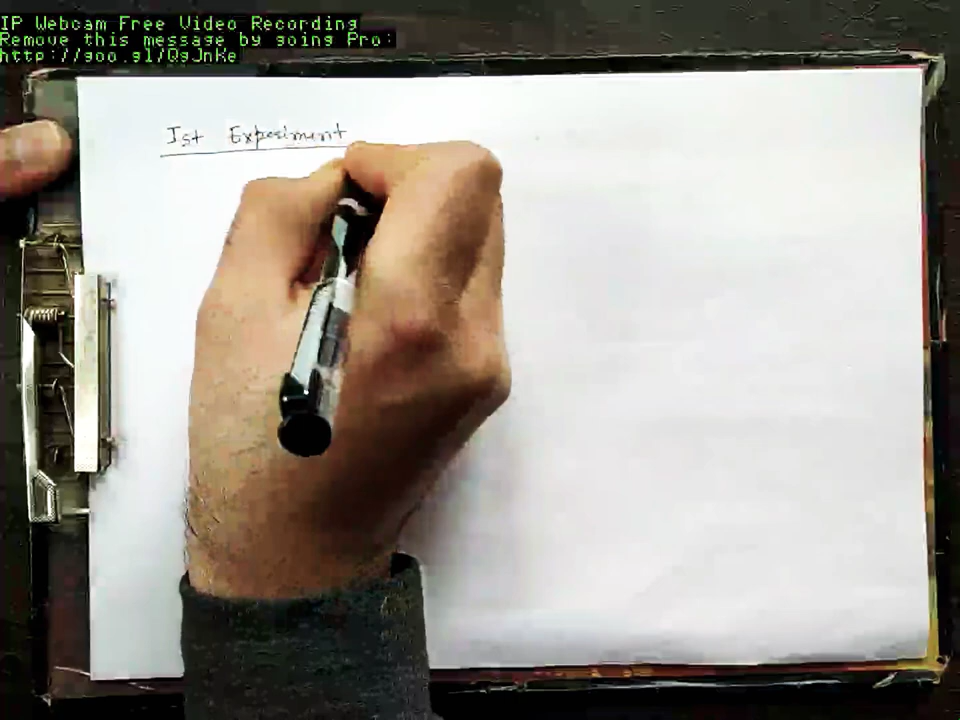 IP Webcam Free Video Recording
Remove this message by going Pro:
http://goo.gl/QgJnKe
Ist Experiment